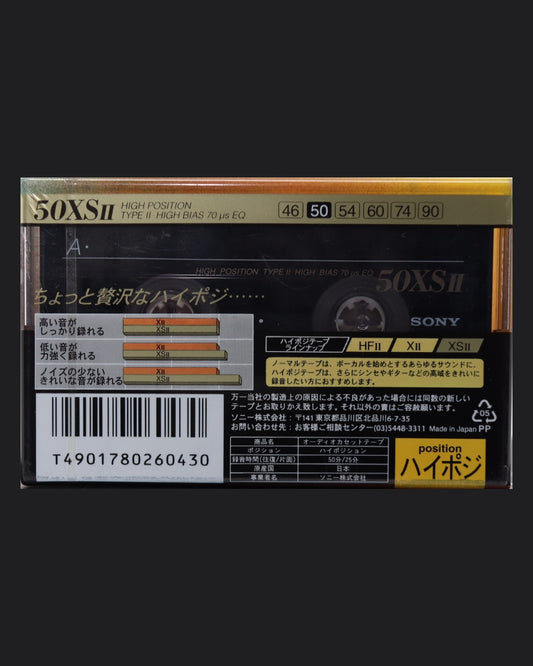 50XSII
HIGH POSITION
TYPE II HIGH BIAS 70 μs EQ
46 50 54 60 74 90
A
HIGH POSITION TYPE II HIGH BIAS 70 μs EQ
50XSII
ちょっと贅沢なハイポジ……
SONY
高い音が
しっかり録れる
XII
XSII
低い音が
力強く録れる
XII
XSII
ノイズの少ない
きれいな音が録れる
XII
XSII
ハイポジテープ
ラインナップ
HFII XII XSII
ノーマルテープは、ボーカルを始めとするあらゆるサウンドに、
ハイポジテープは、さらにシンセやギターなどの高域をきれいに
録音したい方におすすめします。
万一当社の製造上の原因による不良があった場合には同数の新しい
テープとお取りかえ致します。それ以外の責はご容赦願います。
ソニー株式会社: 〒141 東京都品川区北品川6-7-35
お問い合わせ先: お客様ご相談センター(03)5448-3311 Made in Japan
05
PP
T4901780260430
商品名 オーディオカセットテープ
ポジション ハイポジション
録音時間(往復/片面) 50分/25分
原産国 日本
事業者名 ソニー株式会社
position
ハイポジ